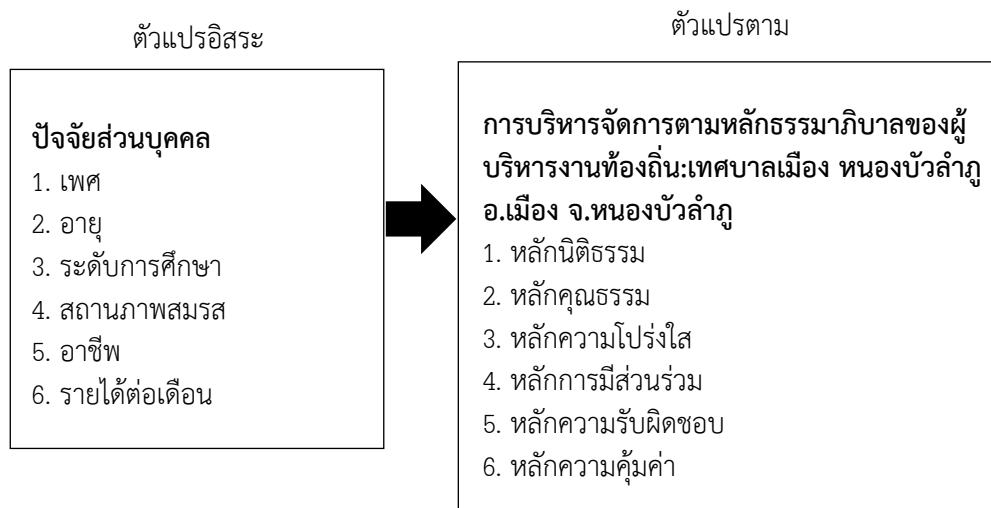 ตัวแปรอิสระ
ปัจจัยส่วนบุคคล
1. เพศ
2. อายุ
3. ระดับการศึกษา
4. สถานภาพสมรส
5. อาชีพ
6. รายได้ต่อเดือน
ตัวแปรตาม
การบริหารจัดการตามหลักธรรมาภิบาลของผู้
บริหารงานท้องถิ่น:เทศบาลเมือง หนองบัวลำภู
อ.เมือง จ.หนองบัวลำภู
1. หลักนิติธรรม
2. หลักคุณธรรม
3. หลักความโปร่งใส
4. หลักการมีส่วนร่วม
5. หลักความรับผิดชอบ
6. หลักความคุ้มค่า